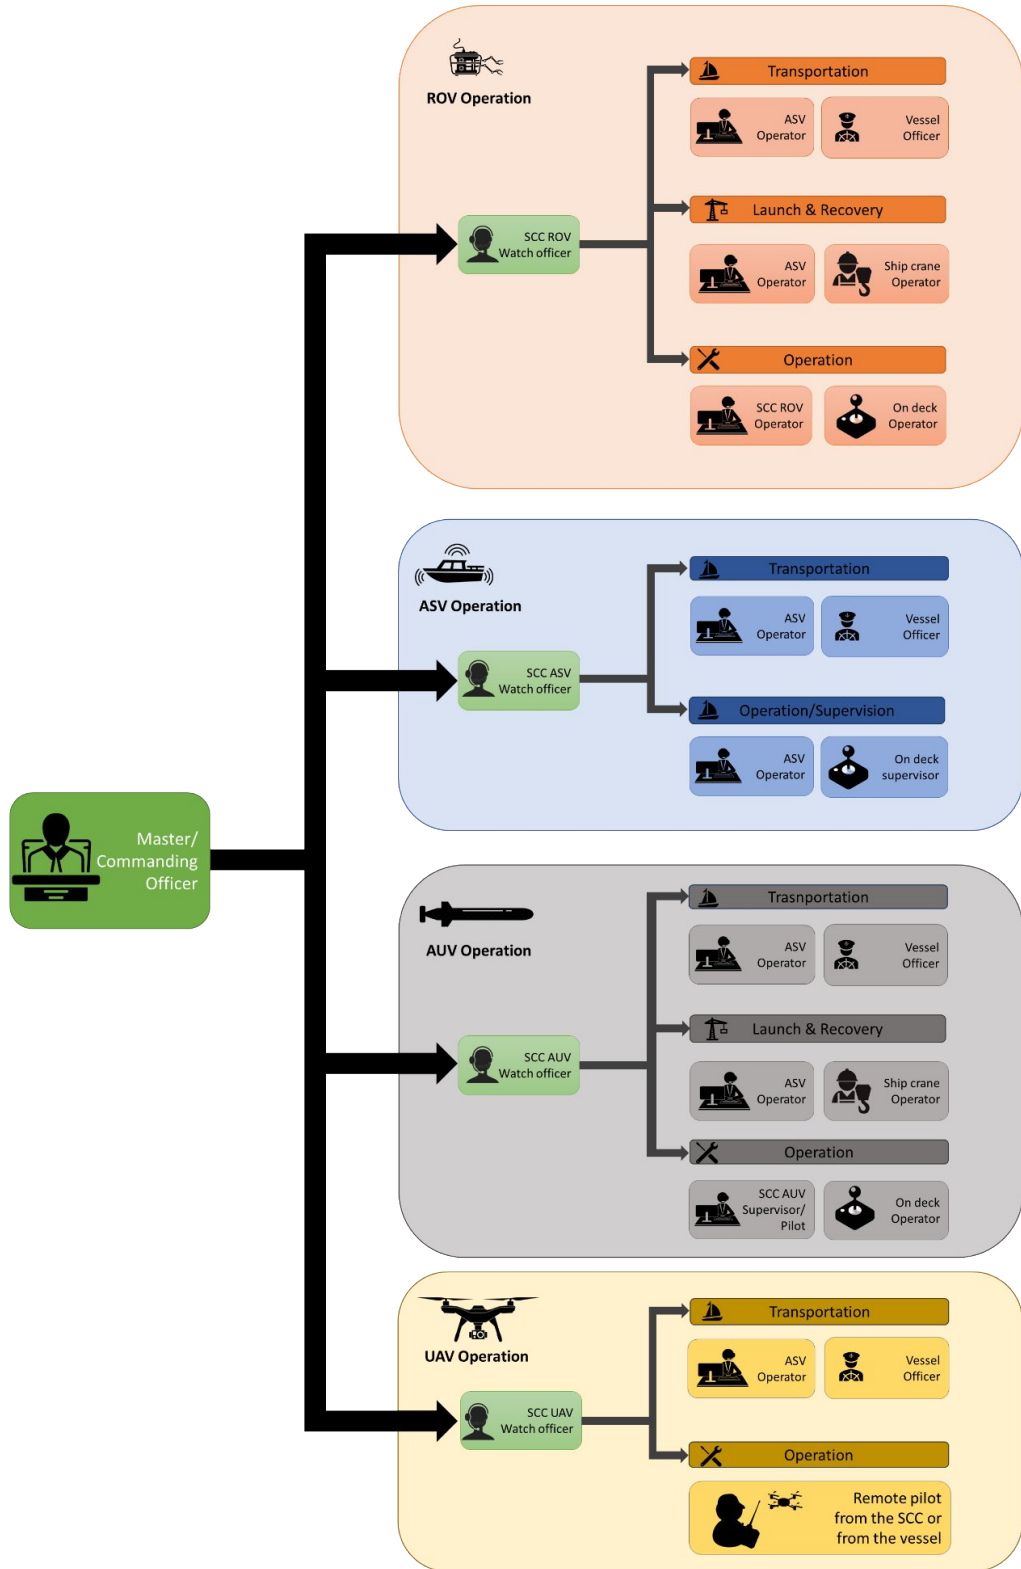 ROV Operation
Transportation
ASV
Operator
Vessel
Officer
Launch & Recovery
SCC ROV
Watch officer
ASV
Operator
Ship crane
Operator
Operation
SCC ROV
Operator
On deck
Operator
ASV Operation
Transportation
ASV
Operator
Vessel
Officer
SCC ASV
Watch officer
Operation/Supervision
ASV
Operator
On deck
supervisor
Master/
Commanding
Officer
AUV Operation
Trasnportation
ASV
Operator
Vessel
Officer
Launch & Recovery
SCC AUV
Watch officer
ASV
Operator
Ship crane
Operator
Operation
SCC AUV
Supervisor/
Pilot
On deck
Operator
UAV Operation
Transportation
ASV
Operator
Vessel
Officer
SCC UAV
Watch officer
Operation
Remote pilot
from the SCC or
from the vessel